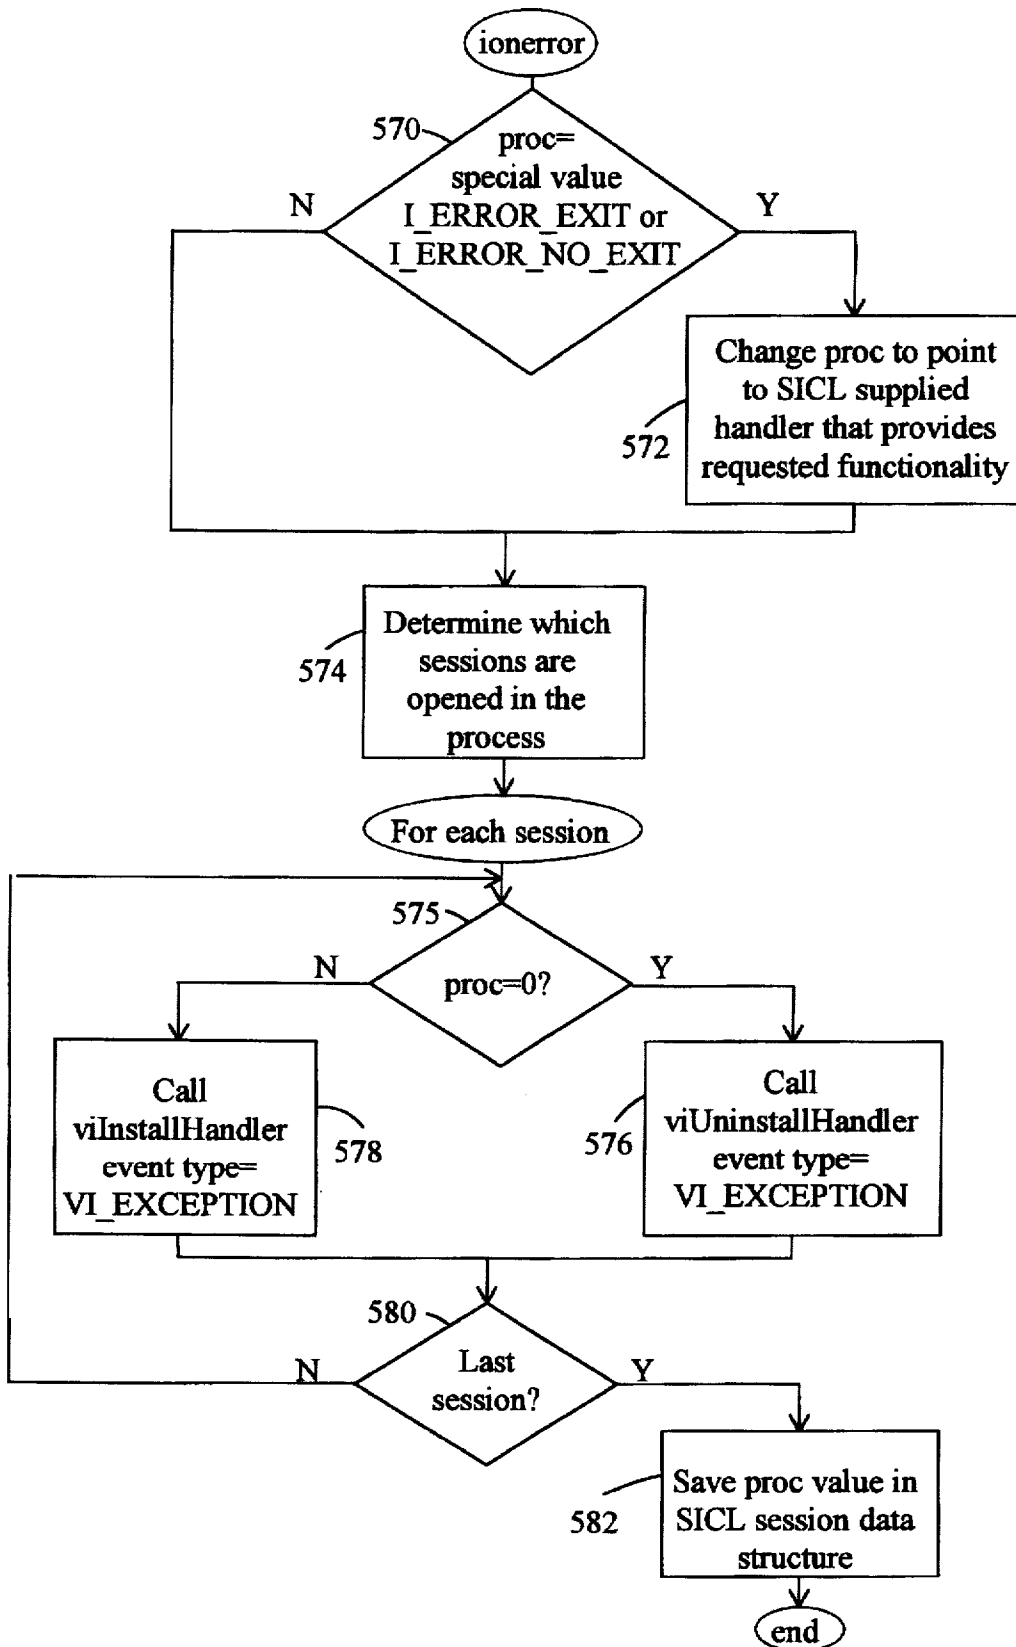 ionerror
570
proc=
special value
I_ERROR_EXIT or
I_ERROR_NO_EXIT
N
Y
Change proc to point
to SICL supplied
handler that provides
requested functionality
572
Determine which
sessions are
opened in the
process
574
For each session
575
proc=0?
N
Y
Call
viInstallHandler
event type=
VI_EXCEPTION
578
Call
viUninstallHandler
event type=
VI_EXCEPTION
576
580
Last
session?
N
Y
Save proc value in
SICL session data
structure
582
end